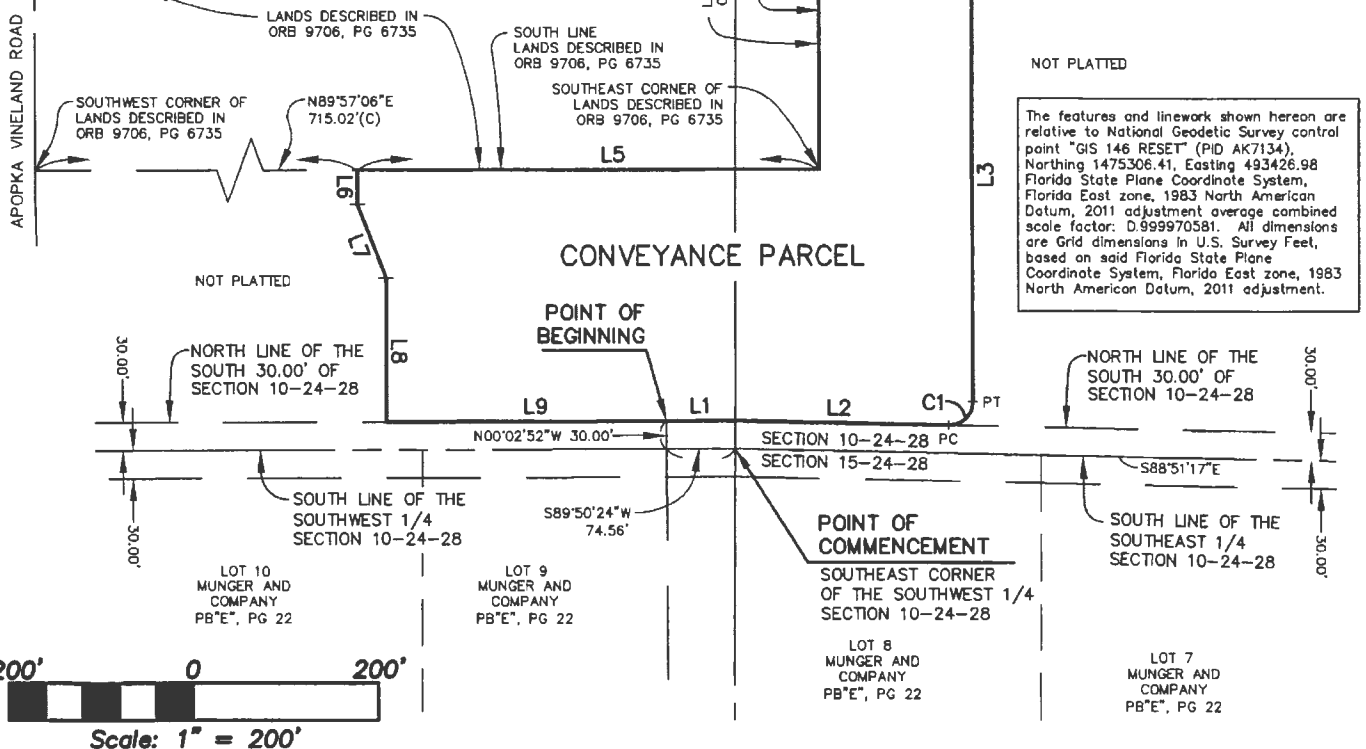 APOPKA VINELAND ROAD
LANDS DESCRIBED IN
ORB 9706, PG 6735
SOUTH LINE
LANDS DESCRIBED IN
ORB 9706, PG 6735
NOT PLATTED
SOUTHWEST CORNER OF
LANDS DESCRIBED IN
ORB 9706, PG 6735
N89°57'06"E
715.02'(C)
SOUTHEAST CORNER OF
LANDS DESCRIBED IN
ORB 9706, PG 6735
The features and linework shown hereon are
relative to National Geodetic Survey control
point "GIS 146 RESET" (PID AK7134),
Northing 1475306.41, Easting 493426.98
Florida State Plane Coordinate System,
Florida East zone, 1983 North American
Datum, 2011 adjustment average combined
scale factor: 0.999970581. All dimensions
are Grid dimensions in U.S. Survey Feet,
based on said Florida State Plane
Coordinate System, Florida East zone, 1983
North American Datum, 2011 adjustment.
L5
L6
L3
L7
CONVEYANCE PARCEL
NOT PLATTED
POINT OF
BEGINNING
L8
30.00'
NORTH LINE OF THE
SOUTH 30.00' OF
SECTION 10-24-28
NORTH LINE OF THE
SOUTH 30.00' OF
SECTION 10-24-28
30.00'
L9
L1
L2
C1
PT
N00°02'52"W 30.00'
SECTION 10-24-28
PC
SECTION 15-24-28
S88°51'17"E
30.00'
SOUTH LINE OF THE
SOUTHWEST 1/4
SECTION 10-24-28
S89°50'24"W
74.56'
POINT OF
COMMENCEMENT
SOUTHEAST CORNER
OF THE SOUTHWEST 1/4
SECTION 10-24-28
SOUTH LINE OF THE
SOUTHEAST 1/4
SECTION 10-24-28
30.00'
LOT 10
MUNGER AND
COMPANY
PB"E", PG 22
LOT 9
MUNGER AND
COMPANY
PB"E", PG 22
LOT 8
MUNGER AND
COMPANY
PB"E", PG 22
LOT 7
MUNGER AND
COMPANY
PB"E", PG 22
200' 0 200'
Scale: 1" = 200'